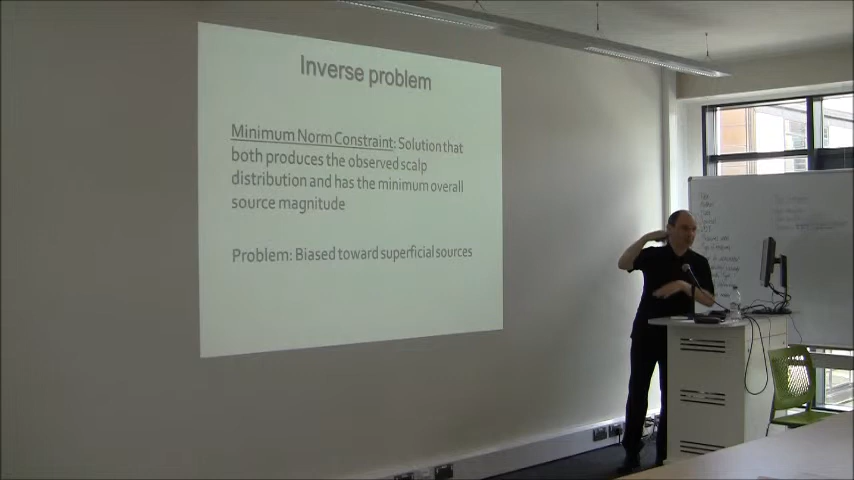 Inverse problem
Minimum Norm Constraint: Solution that
both produces the observed scalp
distribution and has the minimum overall
source magnitude
Problem: Biased toward superficial sources